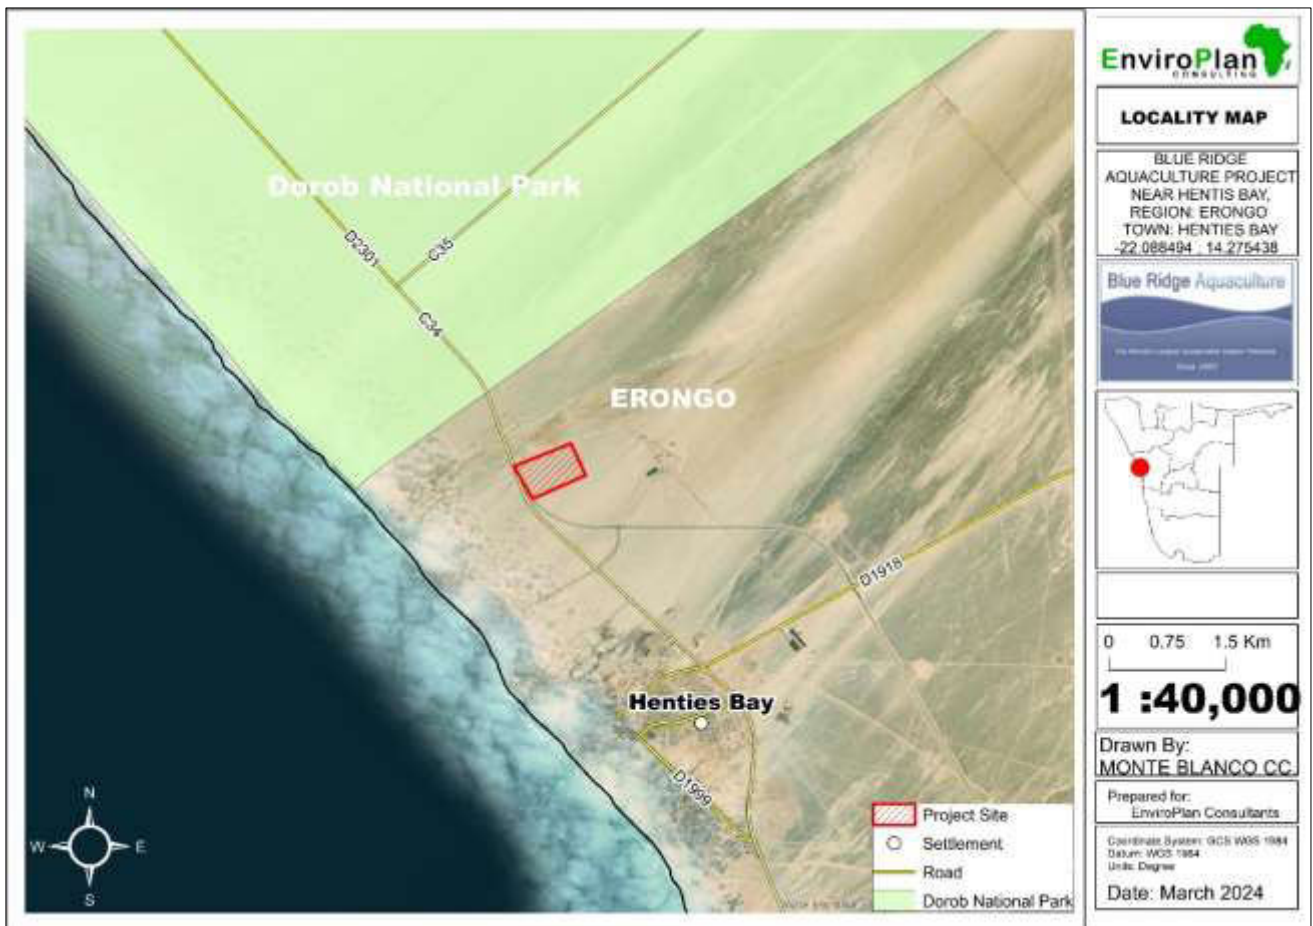 Dorob National Park
D2301
C35
C34
ERONGO
D1918
Henties Bay
D1999
N
W
E
S
Project Site
Settlement
Road
Dorob National Park
EnviroPlan
CONSULTING
LOCALITY MAP
BLUE RIDGE
AQUACULTURE PROJECT
NEAR HENTIS BAY,
REGION: ERONGO
TOWN: HENTIES BAY
-22.088494 , 14.275438
Blue Ridge Aquaculture
0 0.75 1.5 Km
1 :40,000
Drawn By:
MONTE BLANCO CC.
Prepared for:
EnviroPlan Consultants
Coordinate System: GCS WGS 1984
Datum: WGS 1984
Units: Degree
Date: March 2024